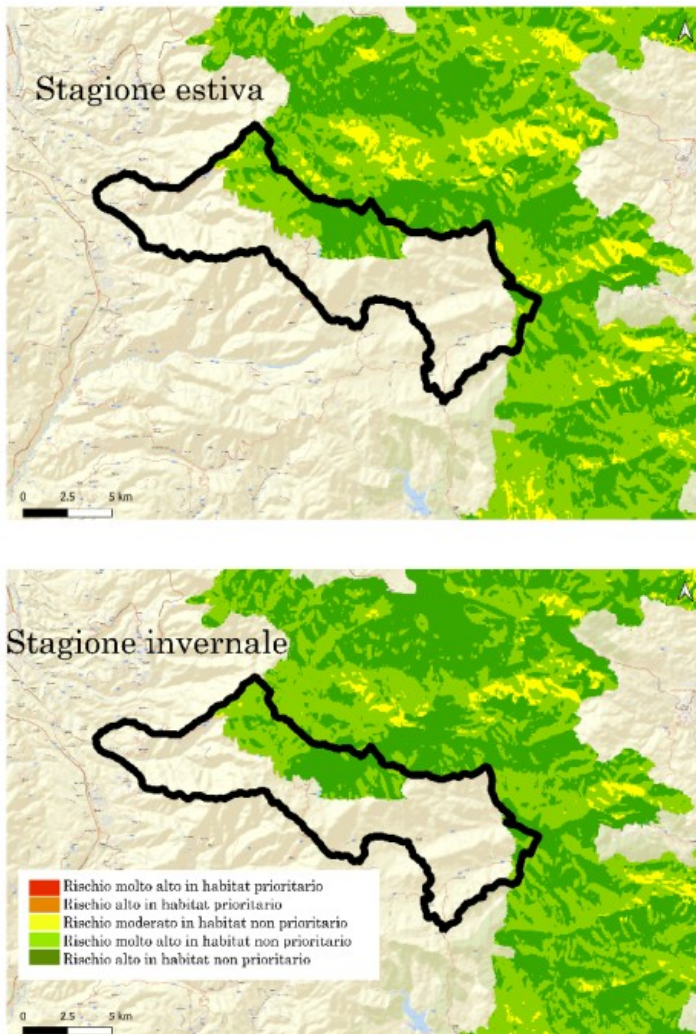 Stagione estiva
0 2.5 5 km
Stagione invernale
Rischio molto alto in habitat prioritario
Rischio alto in habitat prioritario
Rischio moderato in habitat non prioritario
Rischio molto alto in habitat non prioritario
Rischio alto in habitat non prioritario
0 2.5 5 km